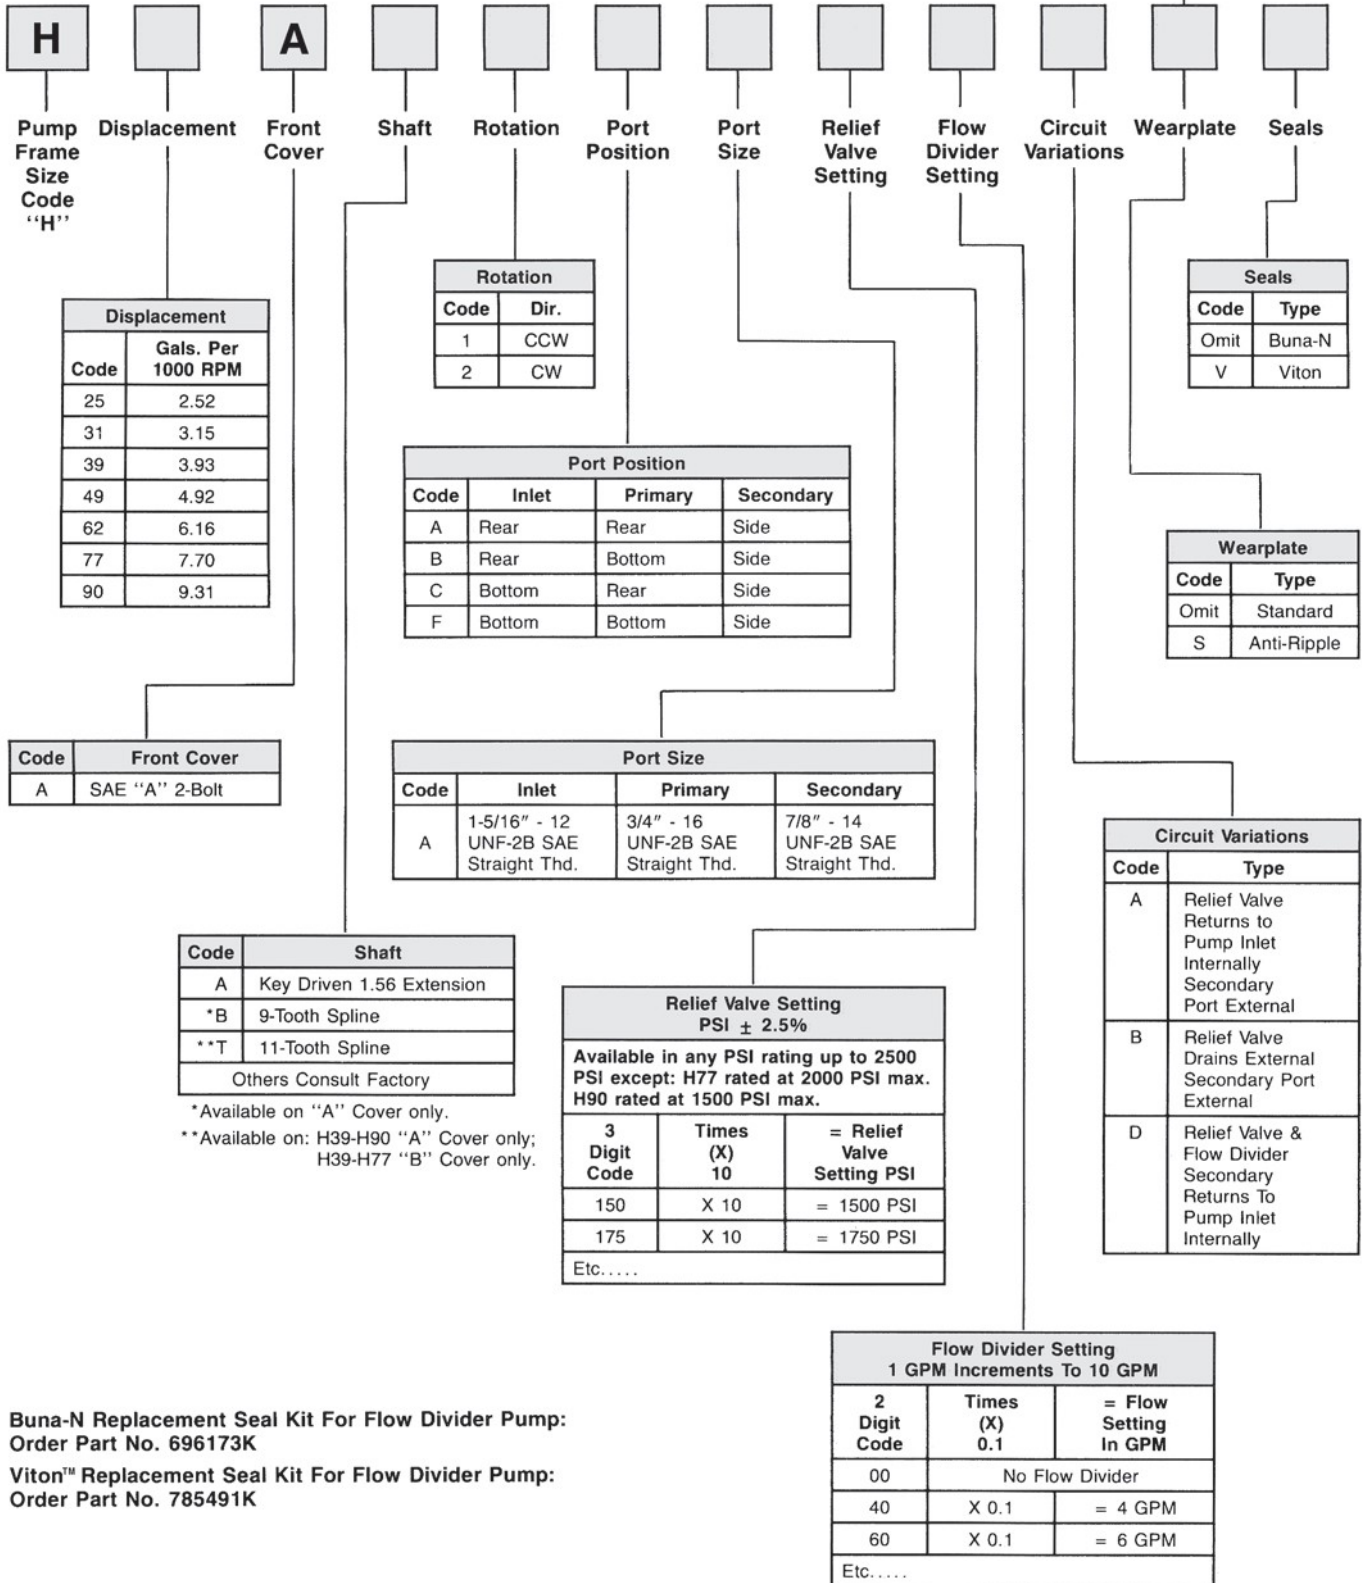 H A
Pump Frame Size Code "H"
Displacement
Front Cover
Shaft
Rotation
Port Position
Port Size
Relief Valve Setting
Flow Divider Setting
Circuit Variations
Wearplate
Seals
Rotation
Code Dir.
1 CCW
2 CW
Seals
Code Type
Omit Buna-N
V Viton
Displacement
Code Gals. Per 1000 RPM
25 2.52
31 3.15
39 3.93
49 4.92
62 6.16
77 7.70
90 9.31
Port Position
Code Inlet Primary Secondary
A Rear Rear Side
B Rear Bottom Side
C Bottom Rear Side
F Bottom Bottom Side
Wearplate
Code Type
Omit Standard
S Anti-Ripple
Code Front Cover
A SAE "A" 2-Bolt
Port Size
Code Inlet Primary Secondary
A
1-5/16" - 12
UNF-2B SAE
Straight Thd.
3/4" - 16
UNF-2B SAE
Straight Thd.
7/8" - 14
UNF-2B SAE
Straight Thd.
Circuit Variations
Code Type
A Relief Valve
Returns to
Pump Inlet
Internally
Secondary
Port External
B Relief Valve
Drains External
Secondary Port
External
D Relief Valve &
Flow Divider
Secondary
Returns To
Pump Inlet
Internally
Code Shaft
A Key Driven 1.56 Extension
*B 9-Tooth Spline
**T 11-Tooth Spline
Others Consult Factory
*Available on "A" Cover only.
**Available on: H39-H90 "A" Cover only;
H39-H77 "B" Cover only.
Relief Valve Setting
PSI ± 2.5%
Available in any PSI rating up to 2500
PSI except: H77 rated at 2000 PSI max.
H90 rated at 1500 PSI max.
3 Digit Code Times (X) 10 = Relief Valve Setting PSI
150 X 10 = 1500 PSI
175 X 10 = 1750 PSI
Etc.....
Flow Divider Setting
1 GPM Increments To 10 GPM
2 Digit Code Times (X) 0.1 = Flow Setting In GPM
00 No Flow Divider
40 X 0.1 = 4 GPM
60 X 0.1 = 6 GPM
Etc.....
Buna-N Replacement Seal Kit For Flow Divider Pump:
Order Part No. 696173K
Viton™ Replacement Seal Kit For Flow Divider Pump:
Order Part No. 785491K